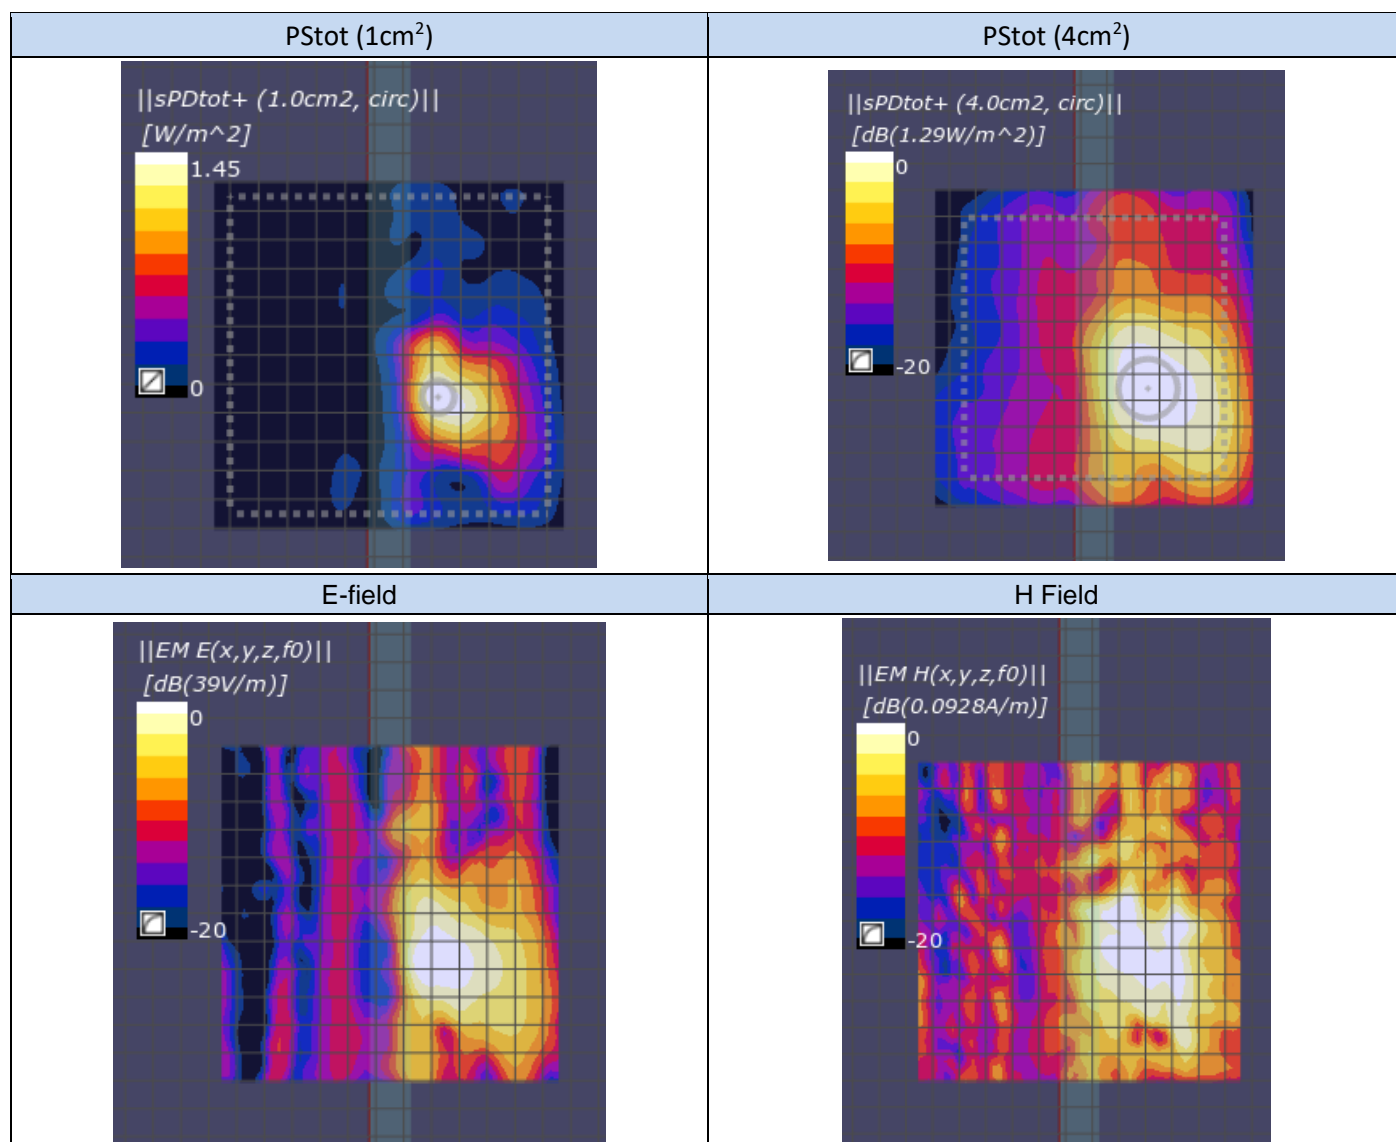 PStot (1cm²)
PStot (4cm²)
||sPDtot+ (1.0cm2, circ)||
[W/m^2]
1.45
0
||sPDtot+ (4.0cm2, circ)||
[dB(1.29W/m^2)]
0
-20
E-field
H Field
||EM E(x,y,z,f0)||
[dB(39V/m)]
0
-20
||EM H(x,y,z,f0)||
[dB(0.0928A/m)]
0
-20